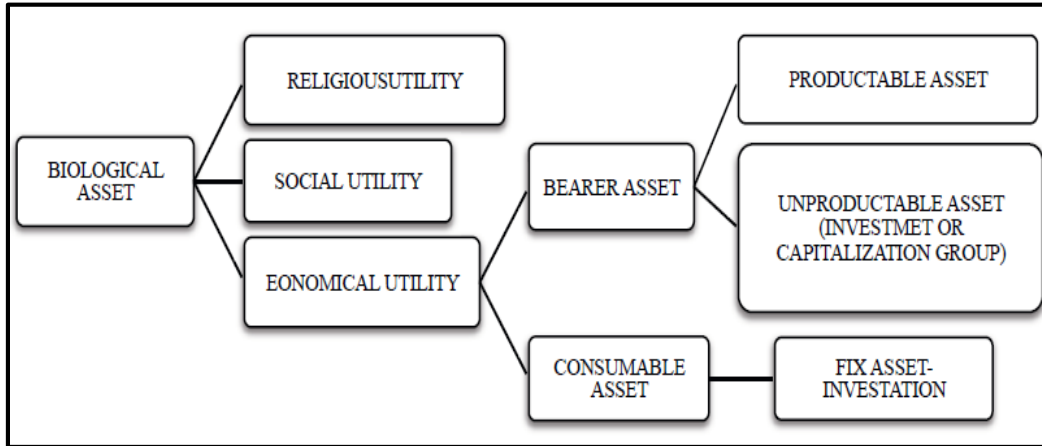 BIOLOGICAL
ASSET
RELIGIOUSUTILITY
SOCIAL UTILITY
EONOMICAL UTILITY
BEARER ASSET
CONSUMABLE
ASSET
PRODUCTABLE ASSET
UNPRODUCTABLE ASSET
(INVESTMET OR
CAPITALIZATION GROUP)
FIX ASSET-
INVESTATION